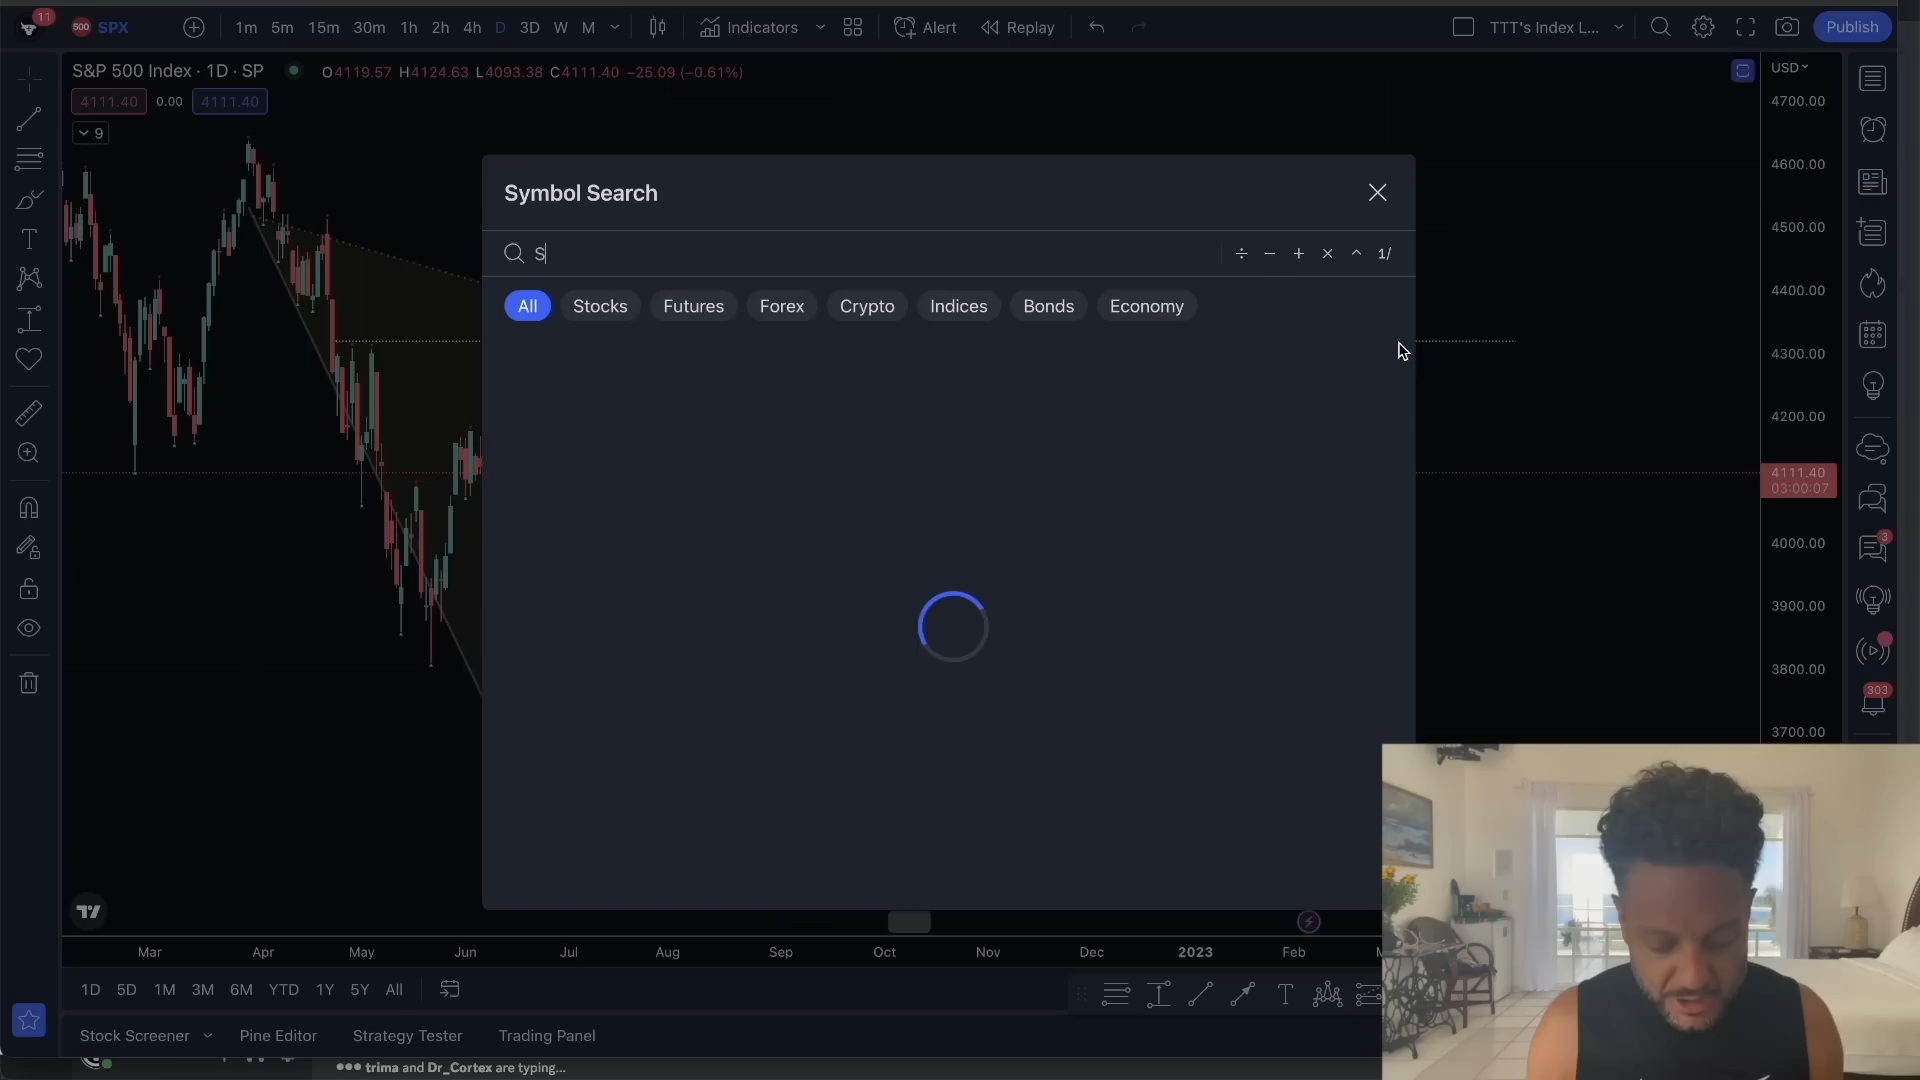 11
500 SPX
1m 5m 15m 30m 1h 2h 4h D 3D W M
Indicators
Alert
Replay
TTT's Index L...
Publish
S&P 500 Index · 1D · SP
O4119.57 H4124.63 L4093.38 C4111.40 −25.09 (−0.61%)
4111.40 0.00 4111.40
9
USD
4700.00
4600.00
4500.00
4400.00
4300.00
4200.00
4111.40
03:00:07
4000.00
3900.00
3800.00
3700.00
Symbol Search
S
÷ − + × ^ 1/
All Stocks Futures Forex Crypto Indices Bonds Economy
3
303
Mar Apr May Jun Jul Aug Sep Oct Nov Dec 2023 Feb
1D 5D 1M 3M 6M YTD 1Y 5Y All
Stock Screener Pine Editor Strategy Tester Trading Panel
trima and Dr_Cortex are typing...